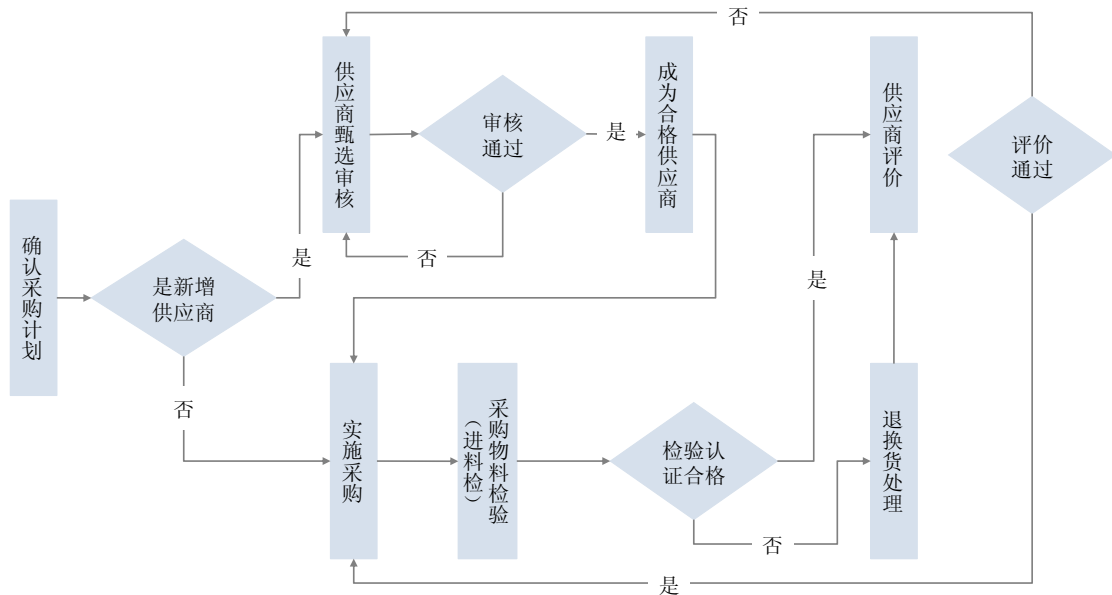 确认采购计划
是新增
供应商
是
否
供应商甄选审核
审核
通过
是
否
成为合格供应商
实施采购
采购物料检验
（进料检）
检验认
证合格
是
否
退换货处理
供应商评价
评价
通过
否
是